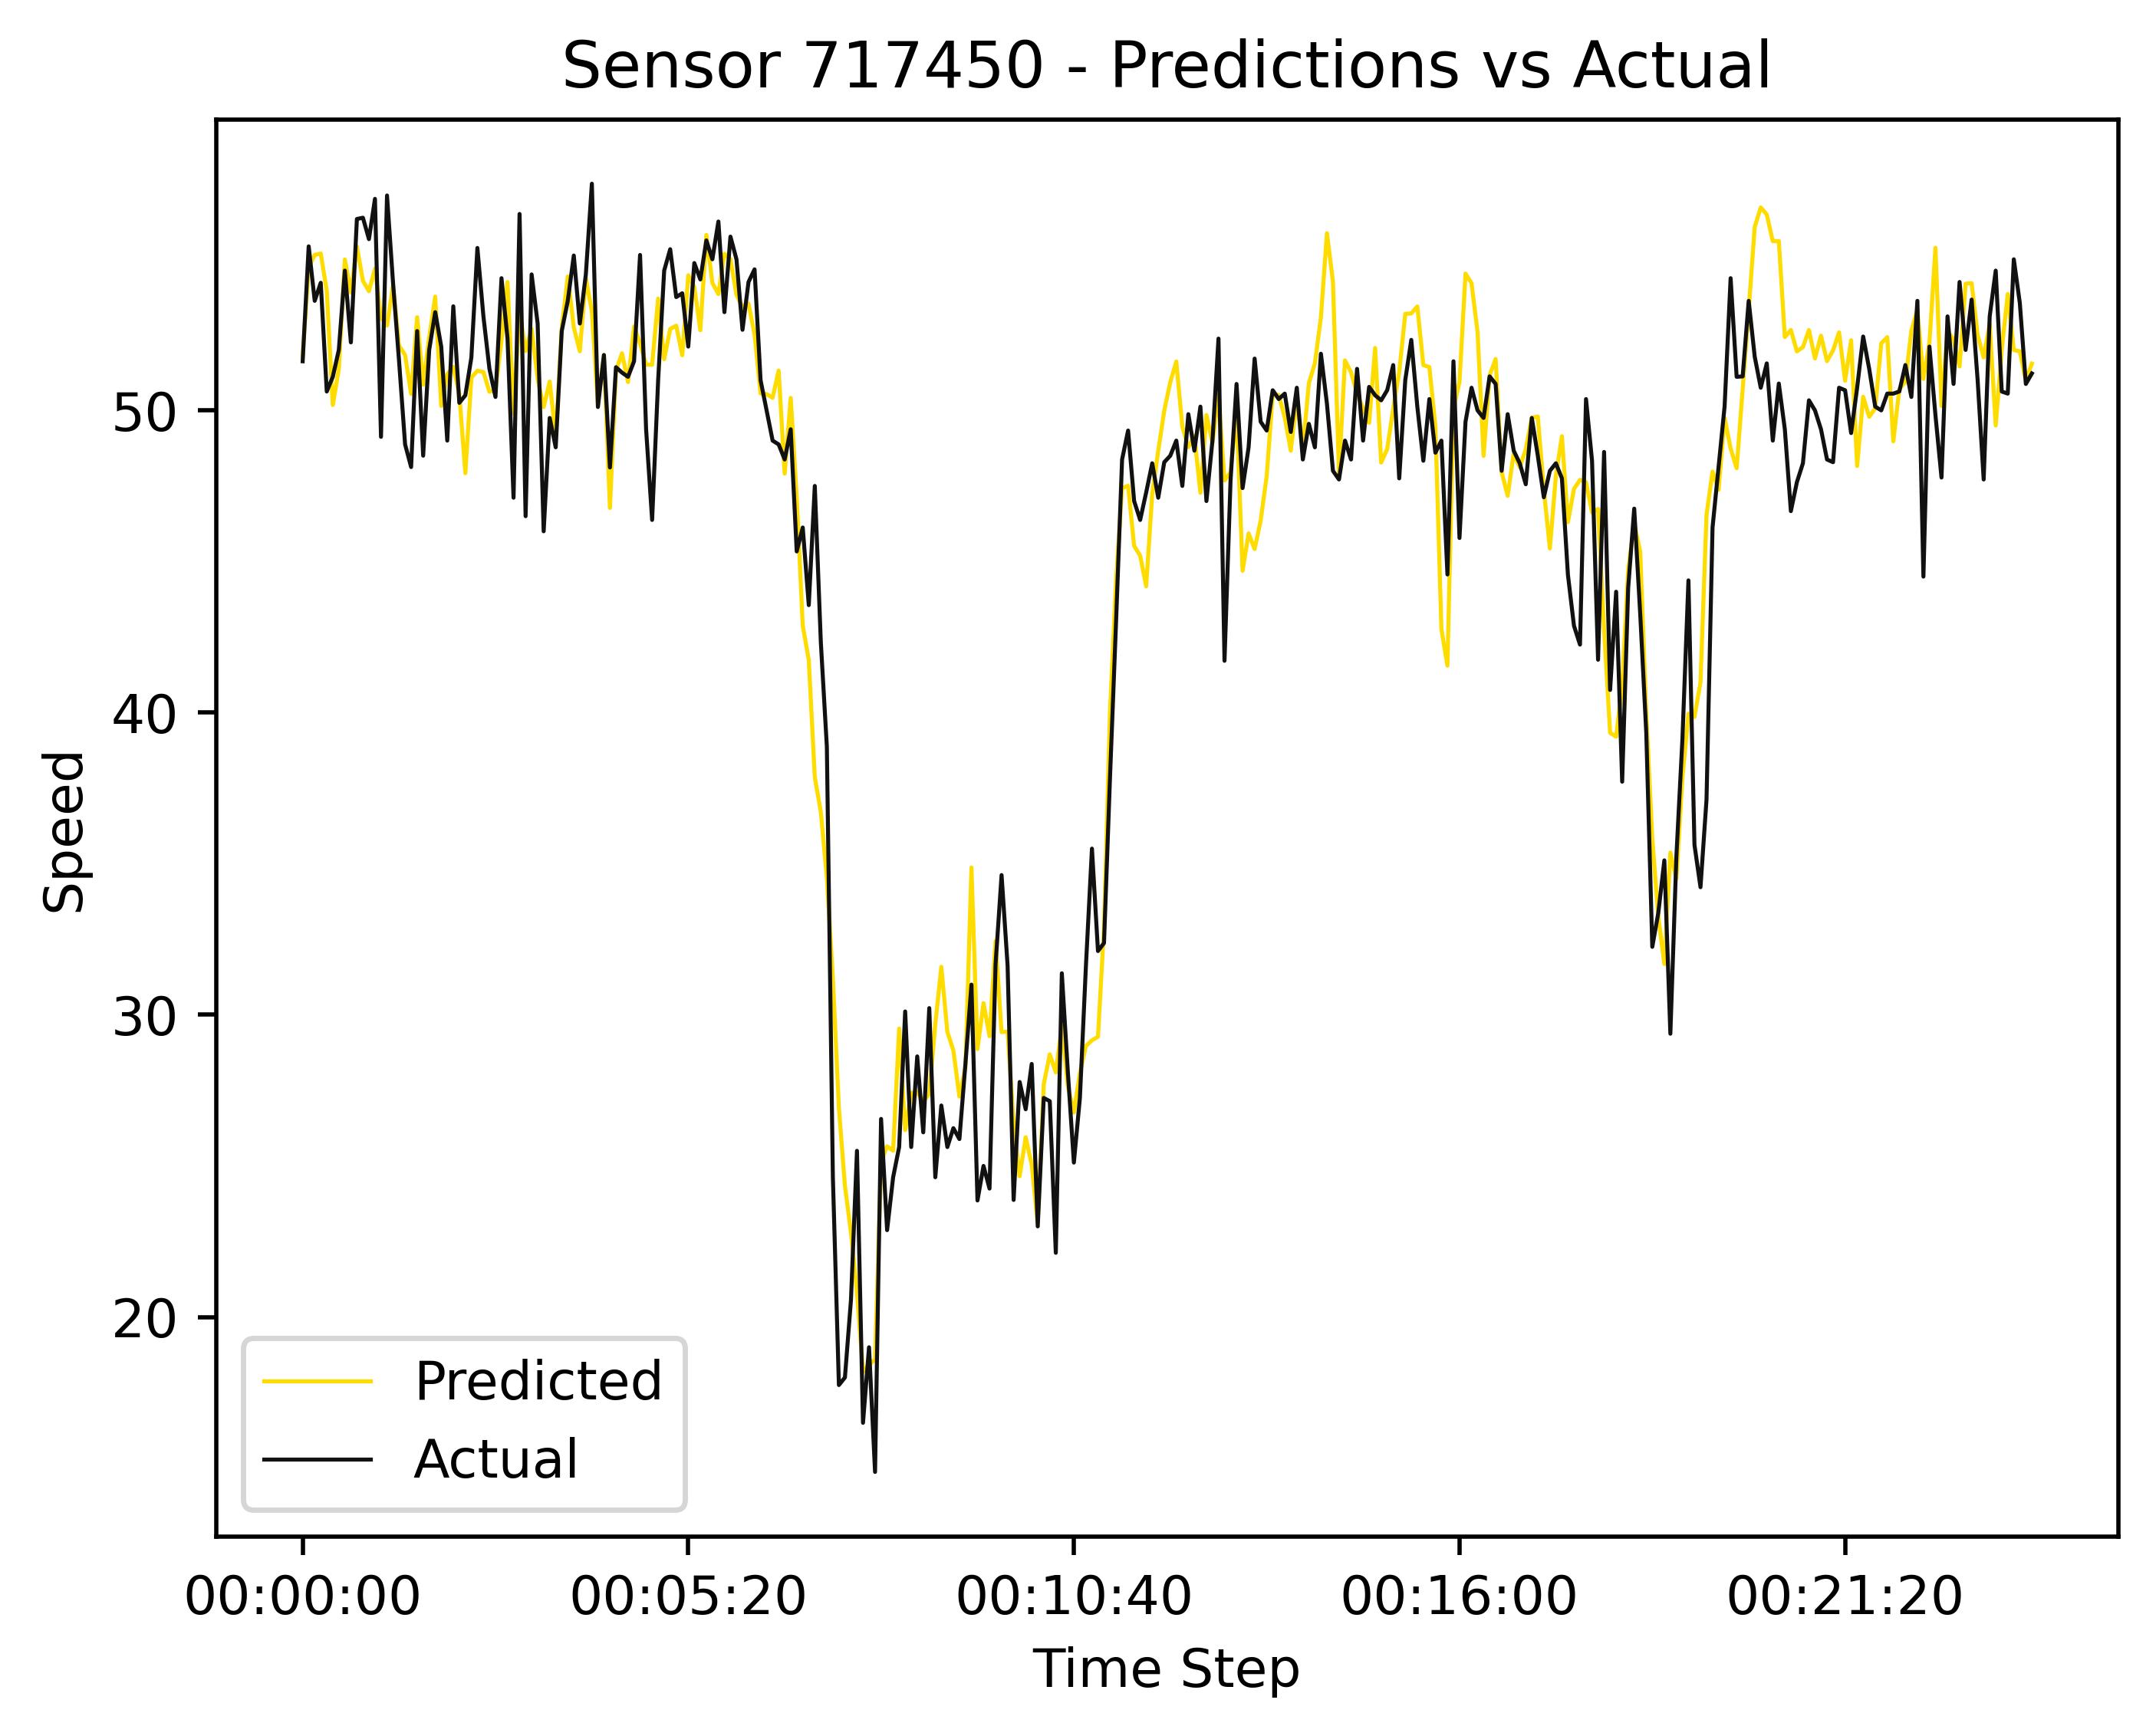 Sensor 717450 - Predictions vs Actual
Speed
50
40
30
20
Predicted
Actual
00:00:00 00:05:20 00:10:40 00:16:00 00:21:20
Time Step